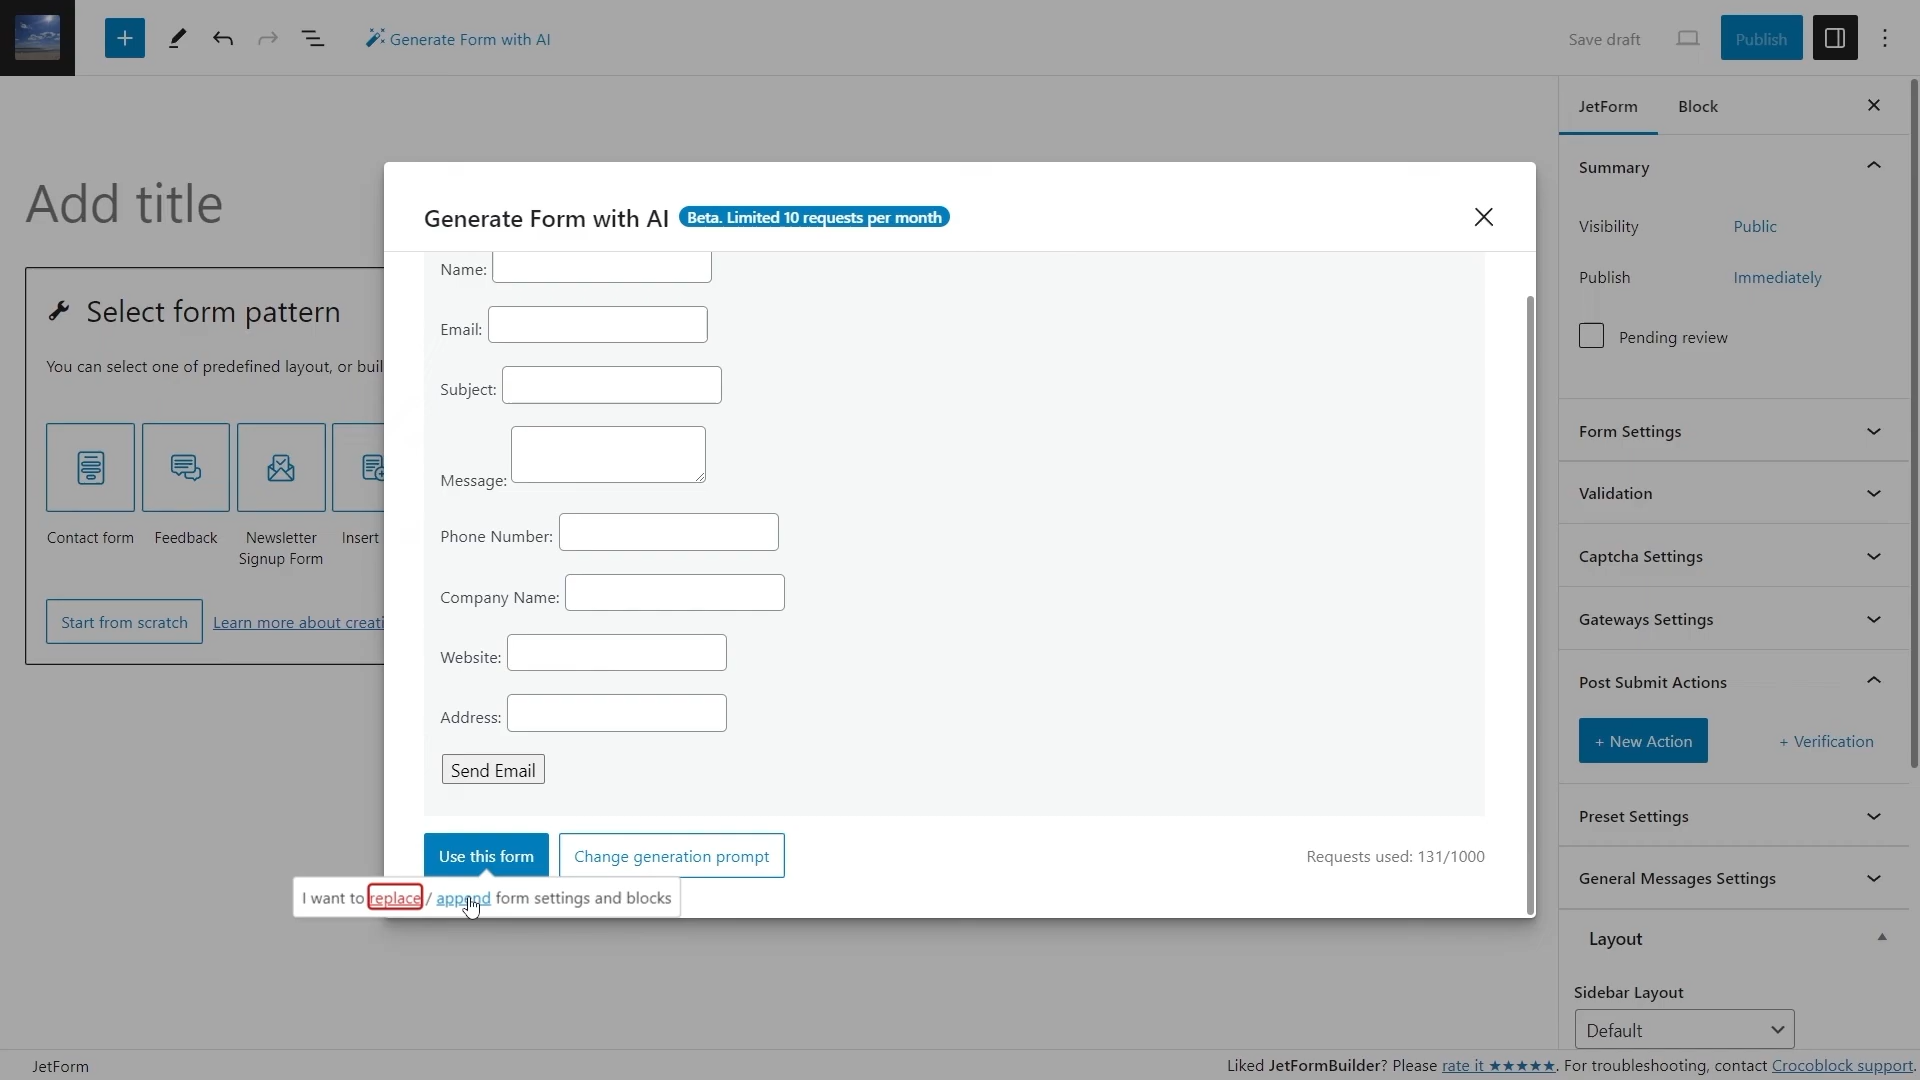 Generate Form with AI
Save draft
Publish
Add title
Select form pattern
You can select one of predefined layout, or buil
Contact form
Feedback
Newsletter
Signup Form
Insert
Start from scratch
Learn more about creati
Generate Form with AI
Beta. Limited 10 requests per month
Name:
Email:
Subject:
Message:
Phone Number:
Company Name:
Website:
Address:
Send Email
Use this form
Change generation prompt
Requests used: 131/1000
I want to replace / append form settings and blocks
JetForm
Block
Summary
Visibility
Public
Publish
Immediately
Pending review
Form Settings
Validation
Captcha Settings
Gateways Settings
Post Submit Actions
+ New Action
+ Verification
Preset Settings
General Messages Settings
Layout
Sidebar Layout
Default
JetForm
Liked JetFormBuilder? Please rate it ★★★★★. For troubleshooting, contact Crocoblock support.